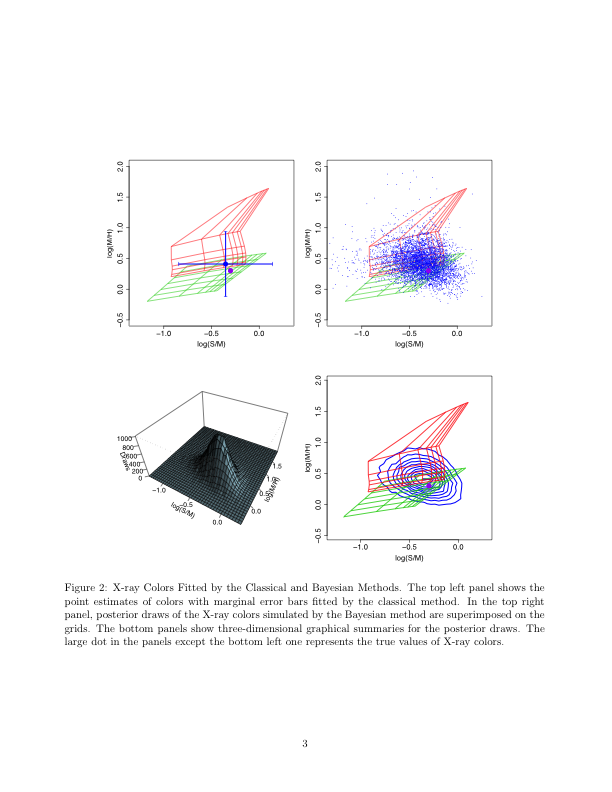 2.0
1.5
1.0
0.5
0.0
−0.5
log(M/H)
−1.0 −0.5 0.0
log(S/M)
2.0
1.5
1.0
0.5
0.0
−0.5
log(M/H)
−1.0 −0.5 0.0
log(S/M)
1000
800
600
400
200
0
Draws
−1.0
−0.5
0.0
log(S/M)
1.5
1.0
0.5
0.0
log(M/H)
2.0
1.5
1.0
0.5
0.0
−0.5
log(M/H)
−1.0 −0.5 0.0
log(S/M)
Figure 2: X-ray Colors Fitted by the Classical and Bayesian Methods. The top left panel shows the
point estimates of colors with marginal error bars fitted by the classical method. In the top right
panel, posterior draws of the X-ray colors simulated by the Bayesian method are superimposed on the
grids. The bottom panels show three-dimensional graphical summaries for the posterior draws. The
large dot in the panels except the bottom left one represents the true values of X-ray colors.
3